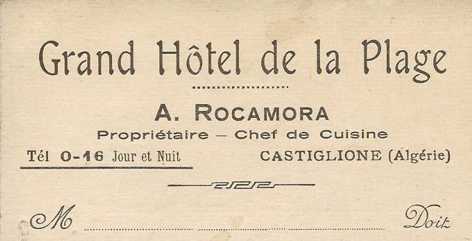 Grand Hôtel de la Plage
A. ROCAMORA
Propriétaire – Chef de Cuisine
Tél 0-16 Jour et Nuit CASTIGLIONE (Algérie)
M Doit